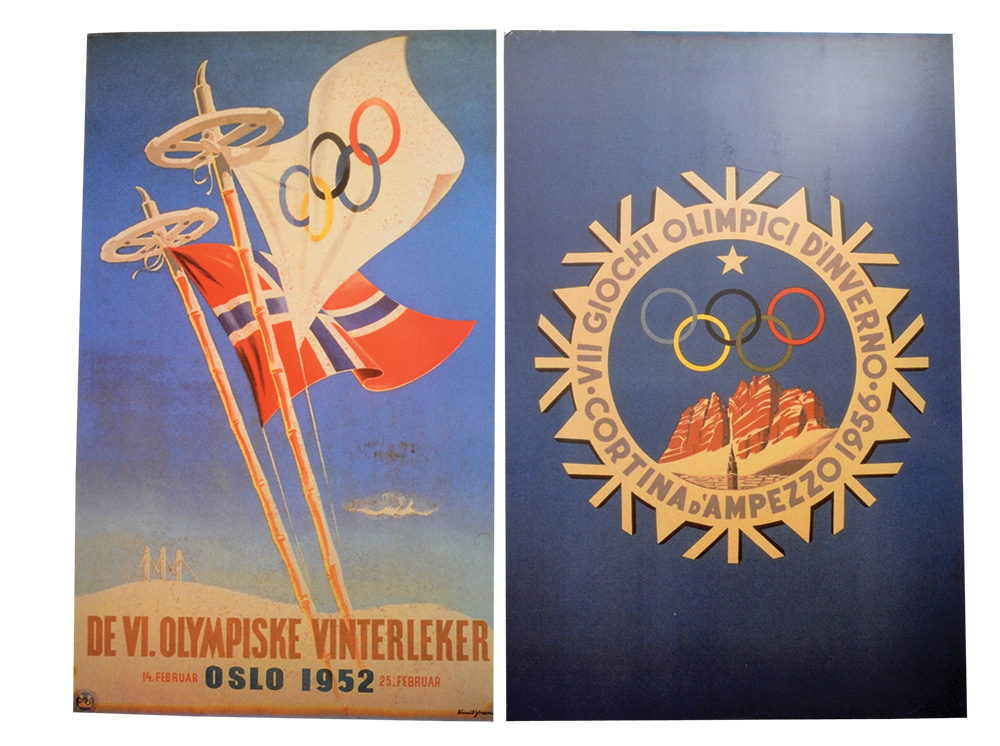 DE VI. OLYMPISKE VINTERLEKER
14. FEBRUAR OSLO 1952 25. FEBRUAR
VII GIOCHI OLIMPICI D'INVERNO
CORTINA D'AMPEZZO 1956